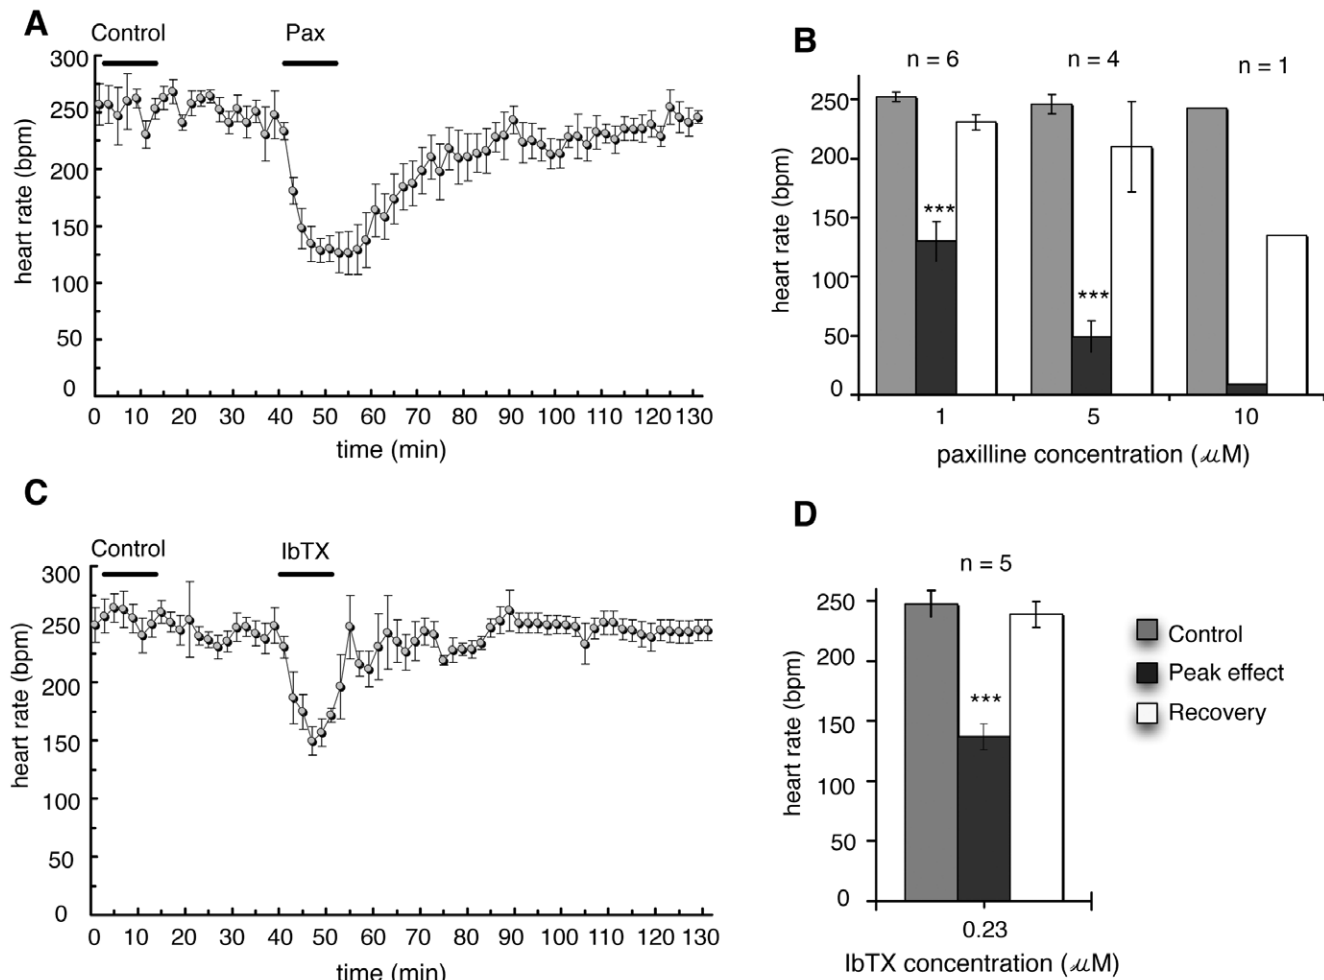 A
Control
Pax
300
250
200
150
100
50
0
heart rate (bpm)
0 10 20 30 40 50 60 70 80 90 100 110 120 130
time (min)
B
n = 6
n = 4
n = 1
250
200
150
100
50
0
heart rate (bpm)
***
***
1
5
10
paxilline concentration (μM)
C
Control
IbTX
300
250
200
150
100
50
0
heart rate (bpm)
0 10 20 30 40 50 60 70 80 90 100 110 120 130
time (min)
D
n = 5
250
200
150
100
50
0
heart rate (bpm)
***
0.23
IbTX concentration (μM)
Control
Peak effect
Recovery